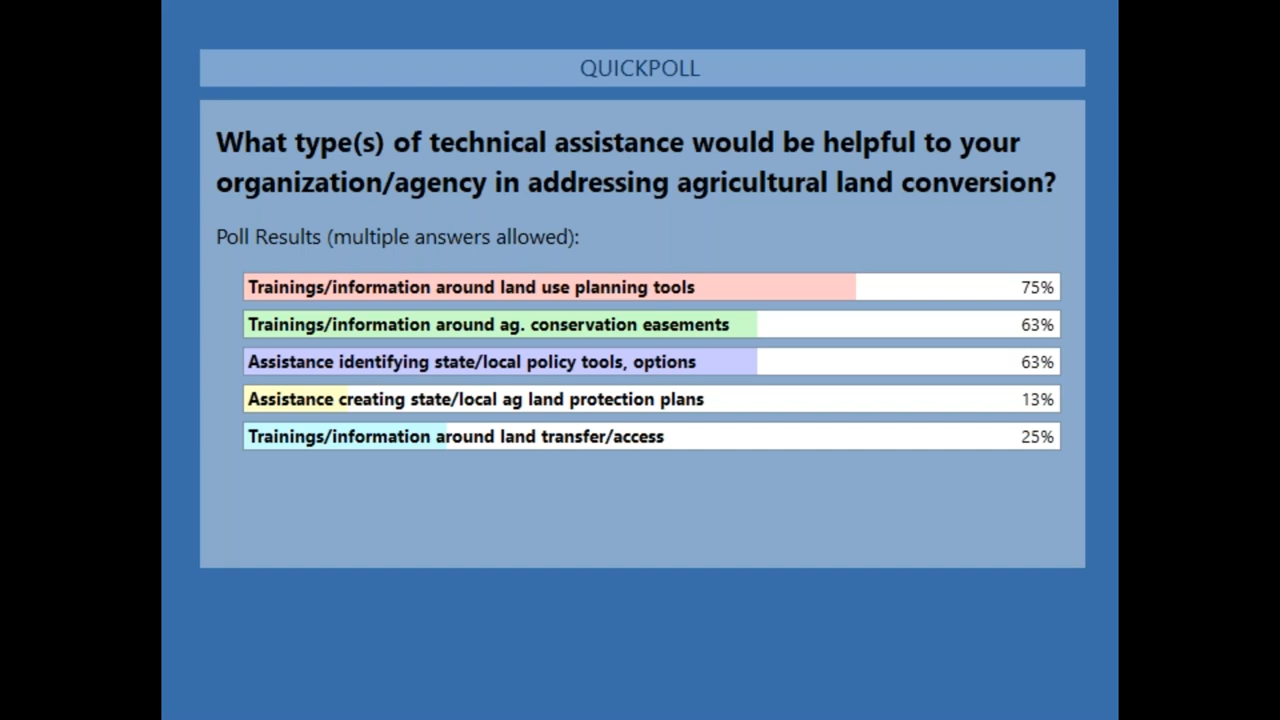 QUICKPOLL
What type(s) of technical assistance would be helpful to your
organization/agency in addressing agricultural land conversion?
Poll Results (multiple answers allowed):
Trainings/information around land use planning tools 75%
Trainings/information around ag. conservation easements 63%
Assistance identifying state/local policy tools, options 63%
Assistance creating state/local ag land protection plans 13%
Trainings/information around land transfer/access 25%